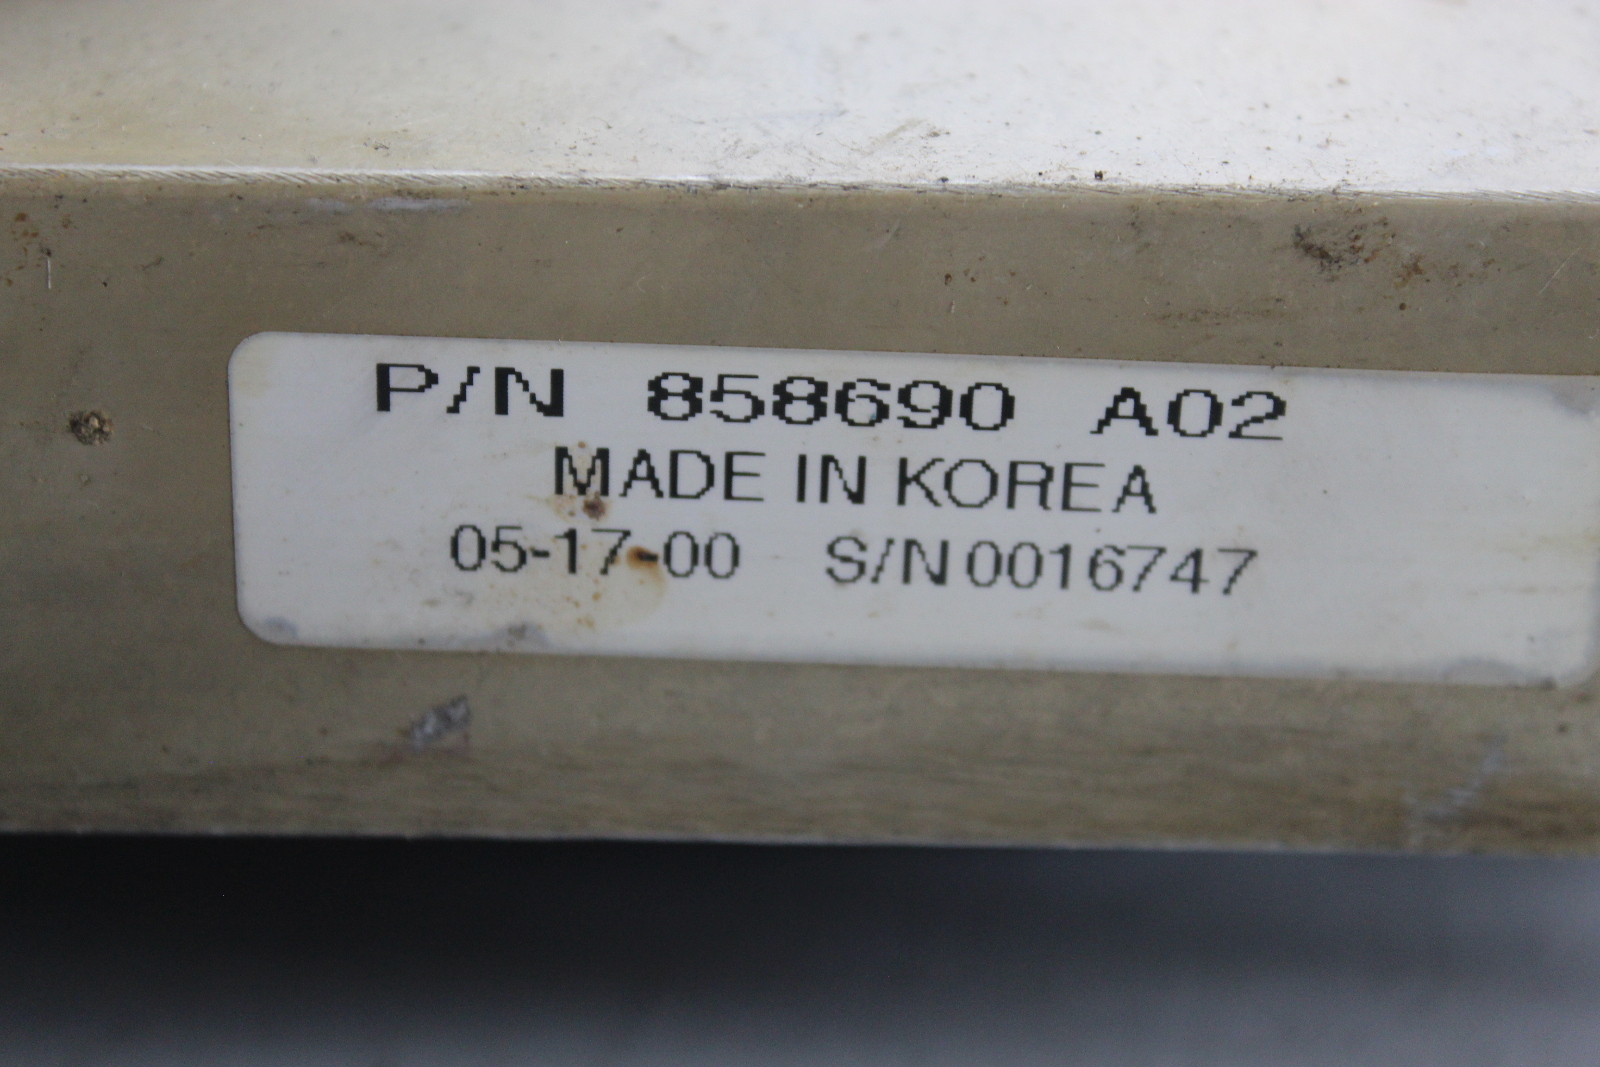 P/N 858690 A02
MADE IN KOREA
05-17-00 S/N 0016747